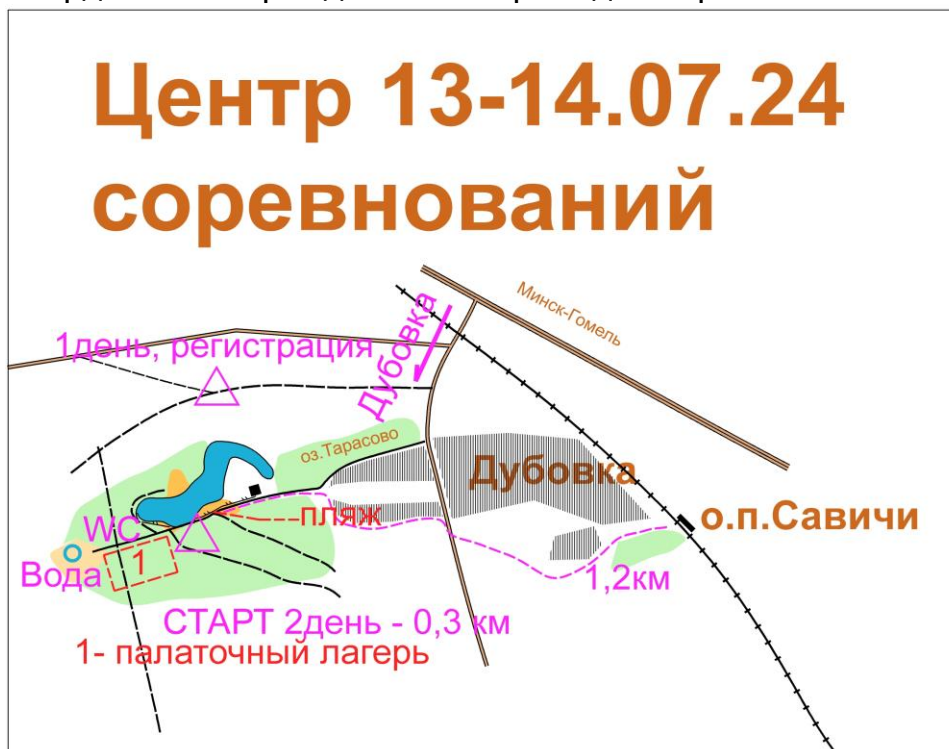 Центр 13-14.07.24
соревнований
Минск-Гомель
Дубовка
1день, регистрация
оз.Тарасово
Дубовка
о.п.Савичи
пляж
WC
1
Вода
1,2км
СТАРТ 2день - 0,3 км
1- палаточный лагерь